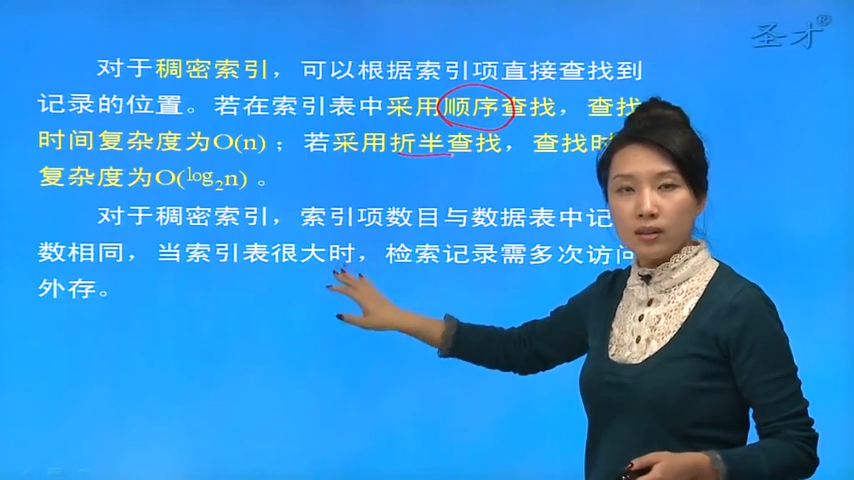 圣才®
对于稠密索引，可以根据索引项直接查找到
记录的位置。若在索引表中采用顺序查找，查找
时间复杂度为O(n)；若采用折半查找，查找时
复杂度为O(log₂n)。
对于稠密索引，索引项数目与数据表中记
数相同，当索引表很大时，检索记录需多次访问
外存。